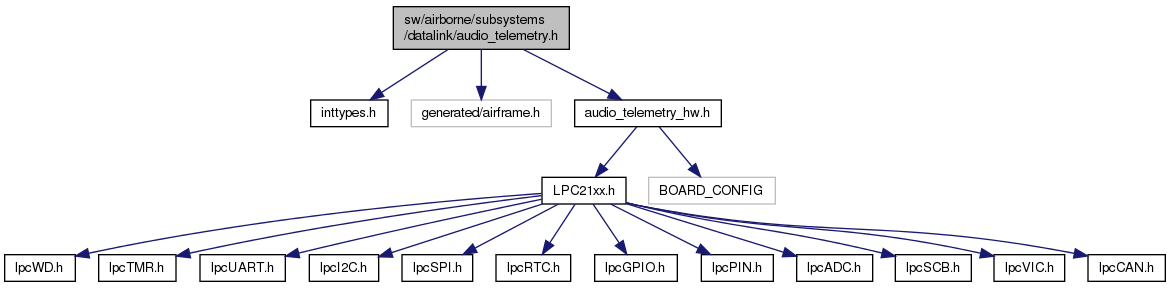 sw/airborne/subsystems
/datalink/audio_telemetry.h
inttypes.h
generated/airframe.h
audio_telemetry_hw.h
LPC21xx.h
BOARD_CONFIG
lpcWD.h
lpcTMR.h
lpcUART.h
lpcI2C.h
lpcSPI.h
lpcRTC.h
lpcGPIO.h
lpcPIN.h
lpcADC.h
lpcSCB.h
lpcVIC.h
lpcCAN.h